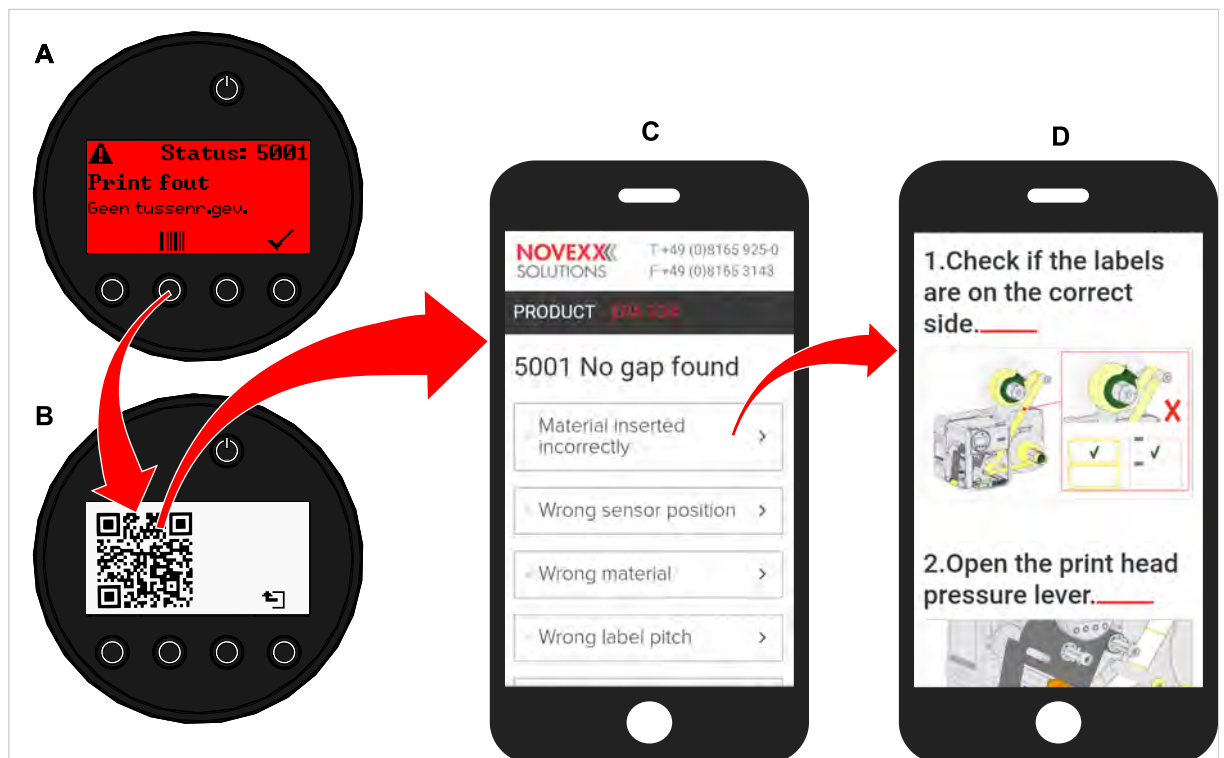 A
Status: 5001
Print fout
Geen tussenr.gev.
B
C
NOVEXX
SOLUTIONS
T +49 (0)8165 925-0
F +49 (0)8165 3143
PRODUCT
5001 No gap found
Material inserted
incorrectly
Wrong sensor position
Wrong material
Wrong label pitch
D
1.Check if the labels
are on the correct
side.
X
2.Open the print head
pressure lever.